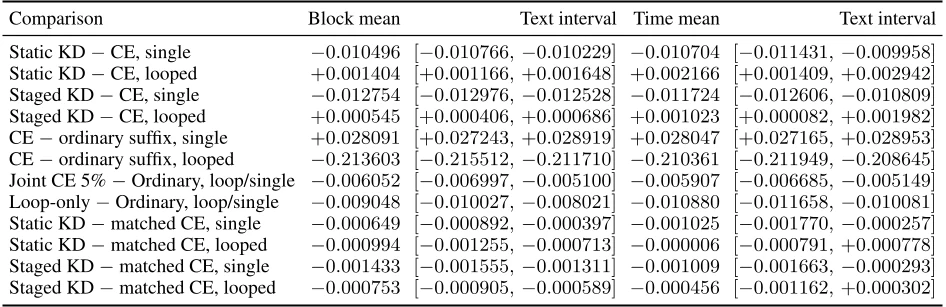 Comparison Block mean Text interval Time mean Text interval
Static KD − CE, single −0.010496 [−0.010766, −0.010229] −0.010704 [−0.011431, −0.009958]
Static KD − CE, looped +0.001404 [+0.001166, +0.001648] +0.002166 [+0.001409, +0.002942]
Staged KD − CE, single −0.012754 [−0.012976, −0.012528] −0.011724 [−0.012606, −0.010809]
Staged KD − CE, looped +0.000545 [+0.000406, +0.000686] +0.001023 [+0.000082, +0.001982]
CE − ordinary suffix, single +0.028091 [+0.027243, +0.028919] +0.028047 [+0.027165, +0.028953]
CE − ordinary suffix, looped −0.213603 [−0.215512, −0.211710] −0.210361 [−0.211949, −0.208645]
Joint CE 5% − Ordinary, loop/single −0.006052 [−0.006997, −0.005100] −0.005907 [−0.006685, −0.005149]
Loop-only − Ordinary, loop/single −0.009048 [−0.010027, −0.008021] −0.010880 [−0.011658, −0.010081]
Static KD − matched CE, single −0.000649 [−0.000892, −0.000397] −0.001025 [−0.001770, −0.000257]
Static KD − matched CE, looped −0.000994 [−0.001255, −0.000713] −0.000006 [−0.000791, +0.000778]
Staged KD − matched CE, single −0.001433 [−0.001555, −0.001311] −0.001009 [−0.001663, −0.000293]
Staged KD − matched CE, looped −0.000753 [−0.000905, −0.000589] −0.000456 [−0.001162, +0.000302]